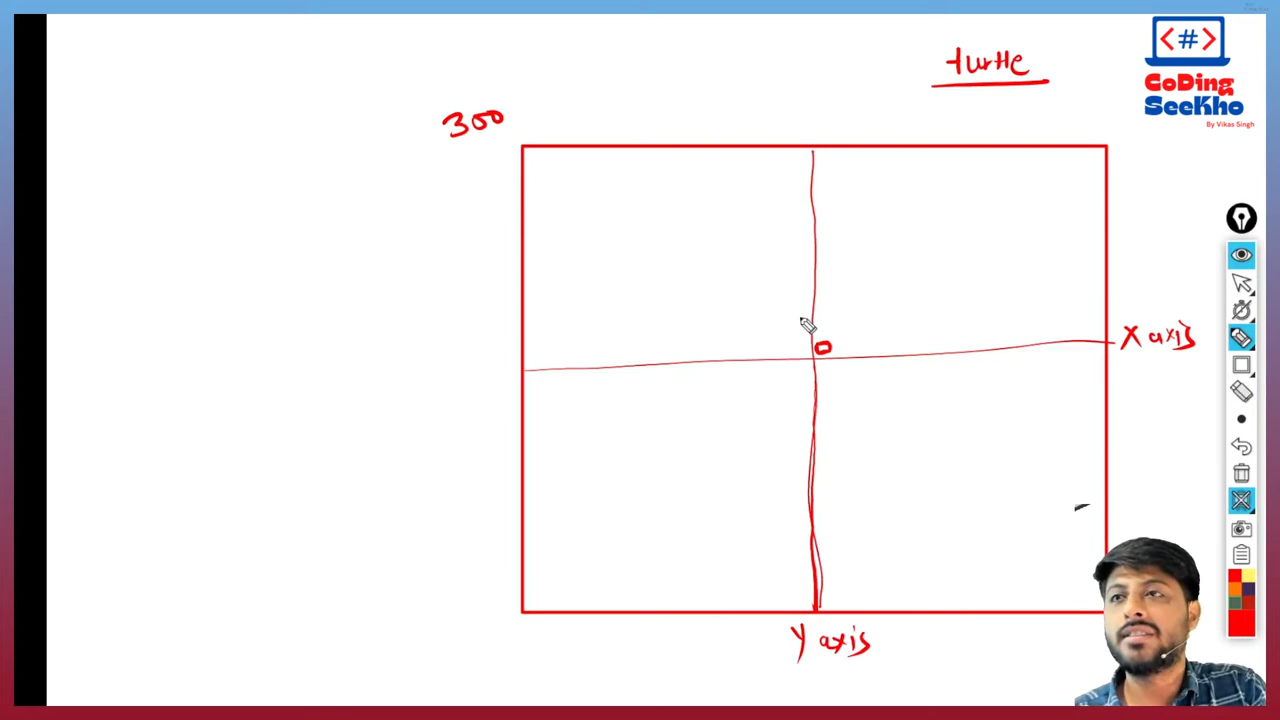 turtle
<#>
CoDing
SeeKho
By Vikas Singh
300
0
X axis
Y axis